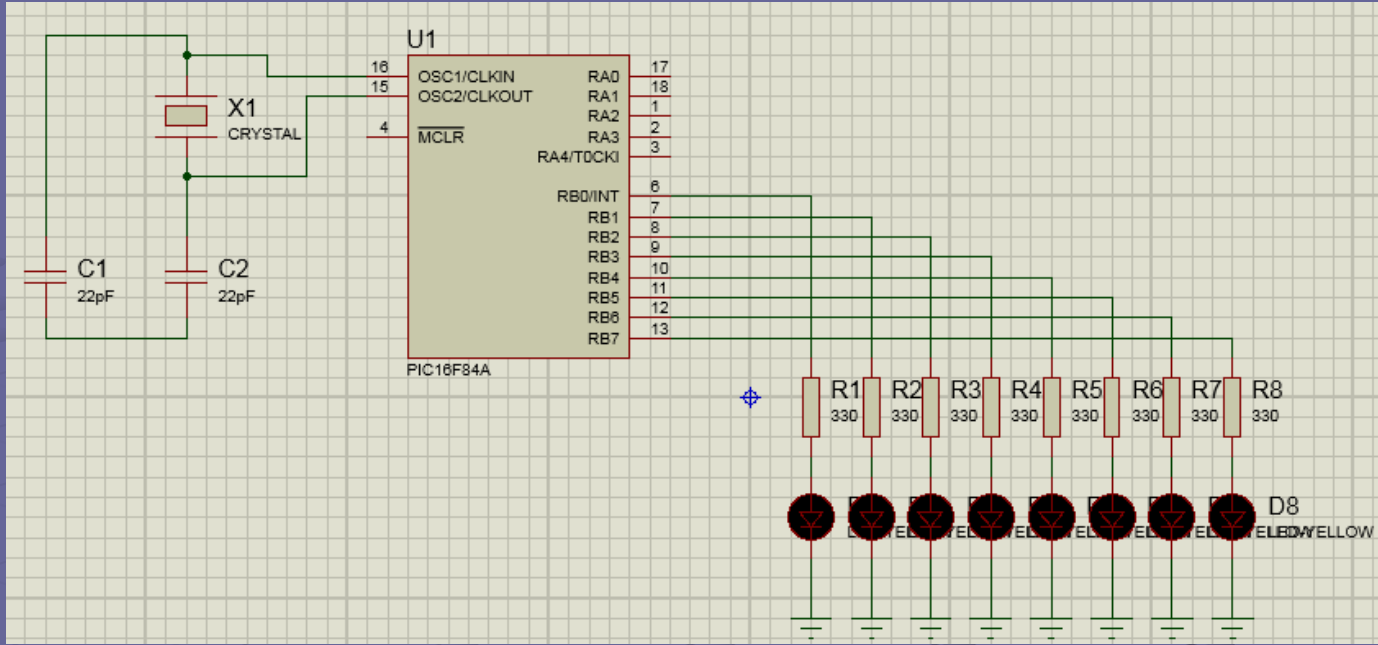 U1
16
OSC1/CLKIN
RA0
17
15
OSC2/CLKOUT
RA1
18
RA2
1
4
MCLR
RA3
2
RA4/T0CKI
3
RB0/INT
6
RB1
7
RB2
8
RB3
9
RB4
10
RB5
11
RB6
12
RB7
13
PIC16F84A
X1
CRYSTAL
C1
22pF
C2
22pF
R1
330
R2
330
R3
330
R4
330
R5
330
R6
330
R7
330
R8
330
D8
LED-YELLOW